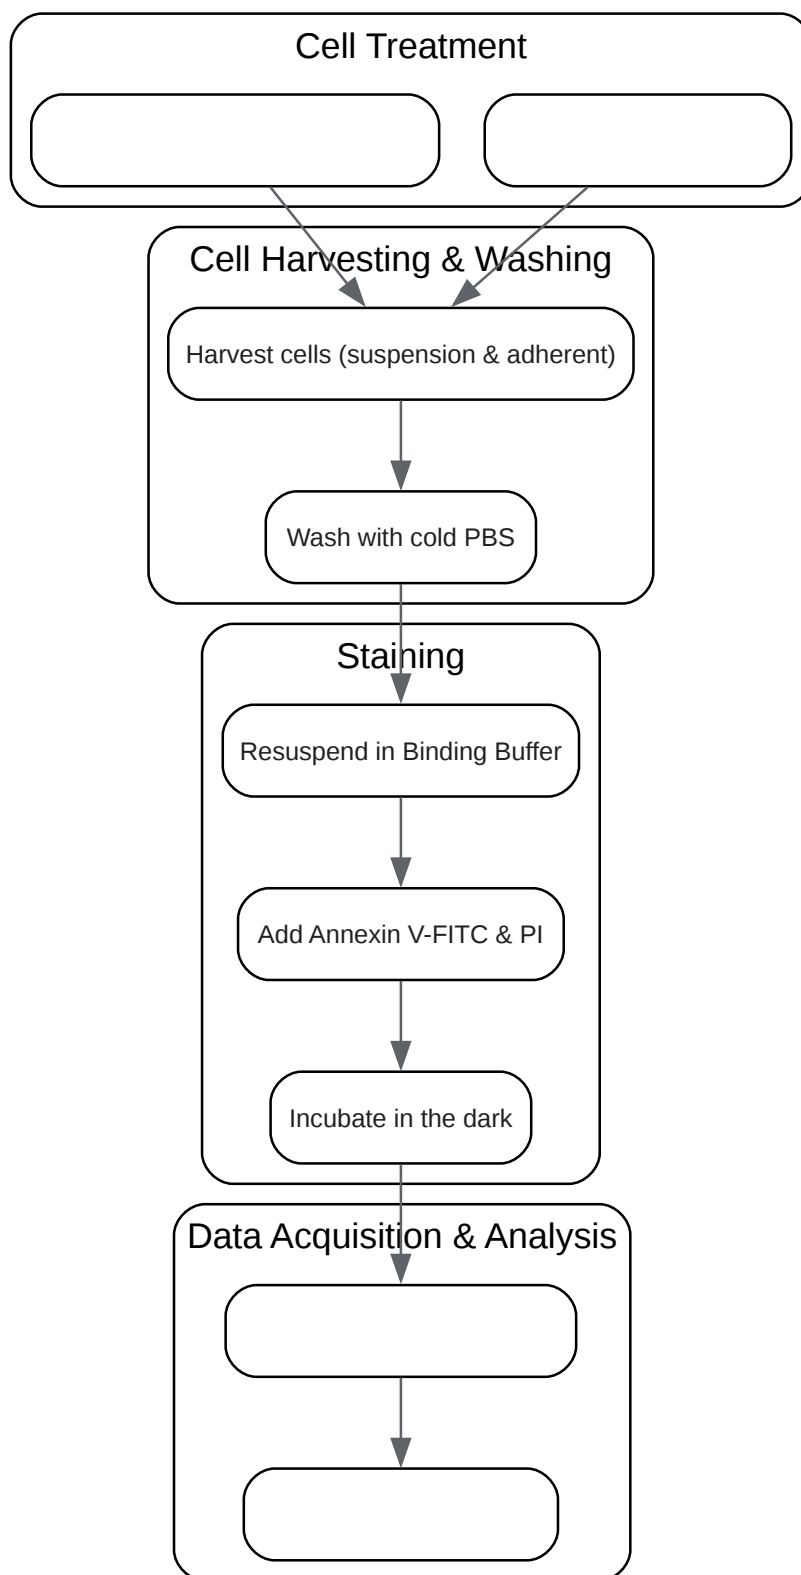 Cell Treatment
Cell Harvesting & Washing
Harvest cells (suspension & adherent)
Wash with cold PBS
Staining
Resuspend in Binding Buffer
Add Annexin V-FITC & PI
Incubate in the dark
Data Acquisition & Analysis